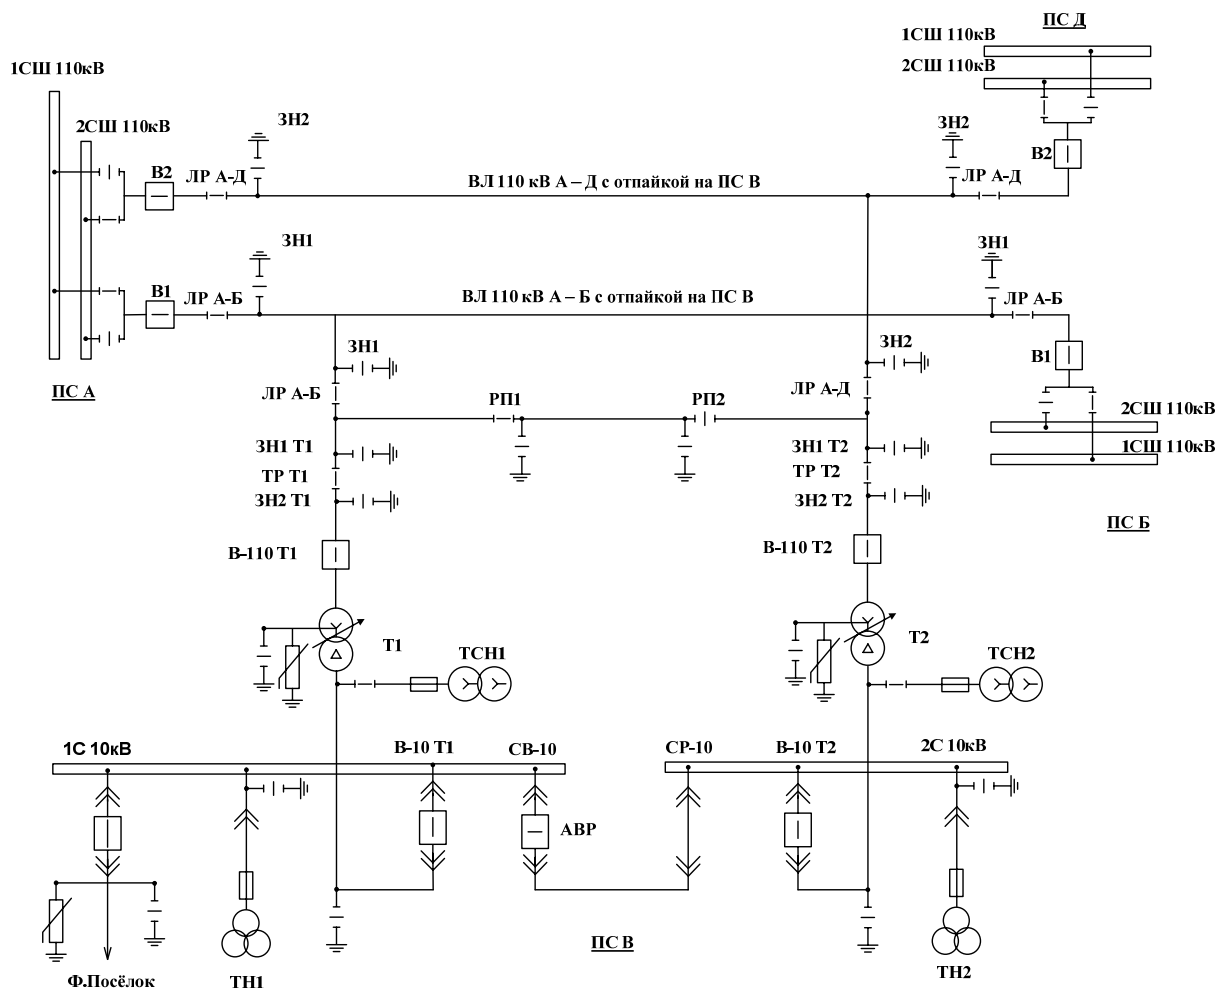 ПС Д
1СШ 110кВ
2СШ 110кВ
1СШ 110кВ
2СШ 110кВ
ЗН2
ЗН2
В2
ЛР А-Д
ВЛ 110 кВ А – Д с отпайкой на ПС В
В2
ЛР А-Д
ЗН1
ЗН1
В1
ЛР А-Б
ВЛ 110 кВ А – Б с отпайкой на ПС В
ЛР А-Б
В1
ЗН1
ЗН2
ПС А
ЛР А-Б
ЛР А-Д
РП1
РП2
2СШ 110кВ
1СШ 110кВ
ЗН1 Т1
ЗН1 Т2
ТР Т1
ТР Т2
ЗН2 Т1
ЗН2 Т2
ПС Б
В-110 Т1
В-110 Т2
Т1
Т2
ТСН1
ТСН2
1С 10кВ
В-10 Т1
СВ-10
СР-10
В-10 Т2
2С 10кВ
АВР
ПС В
Ф.Посёлок
ТН1
ТН2